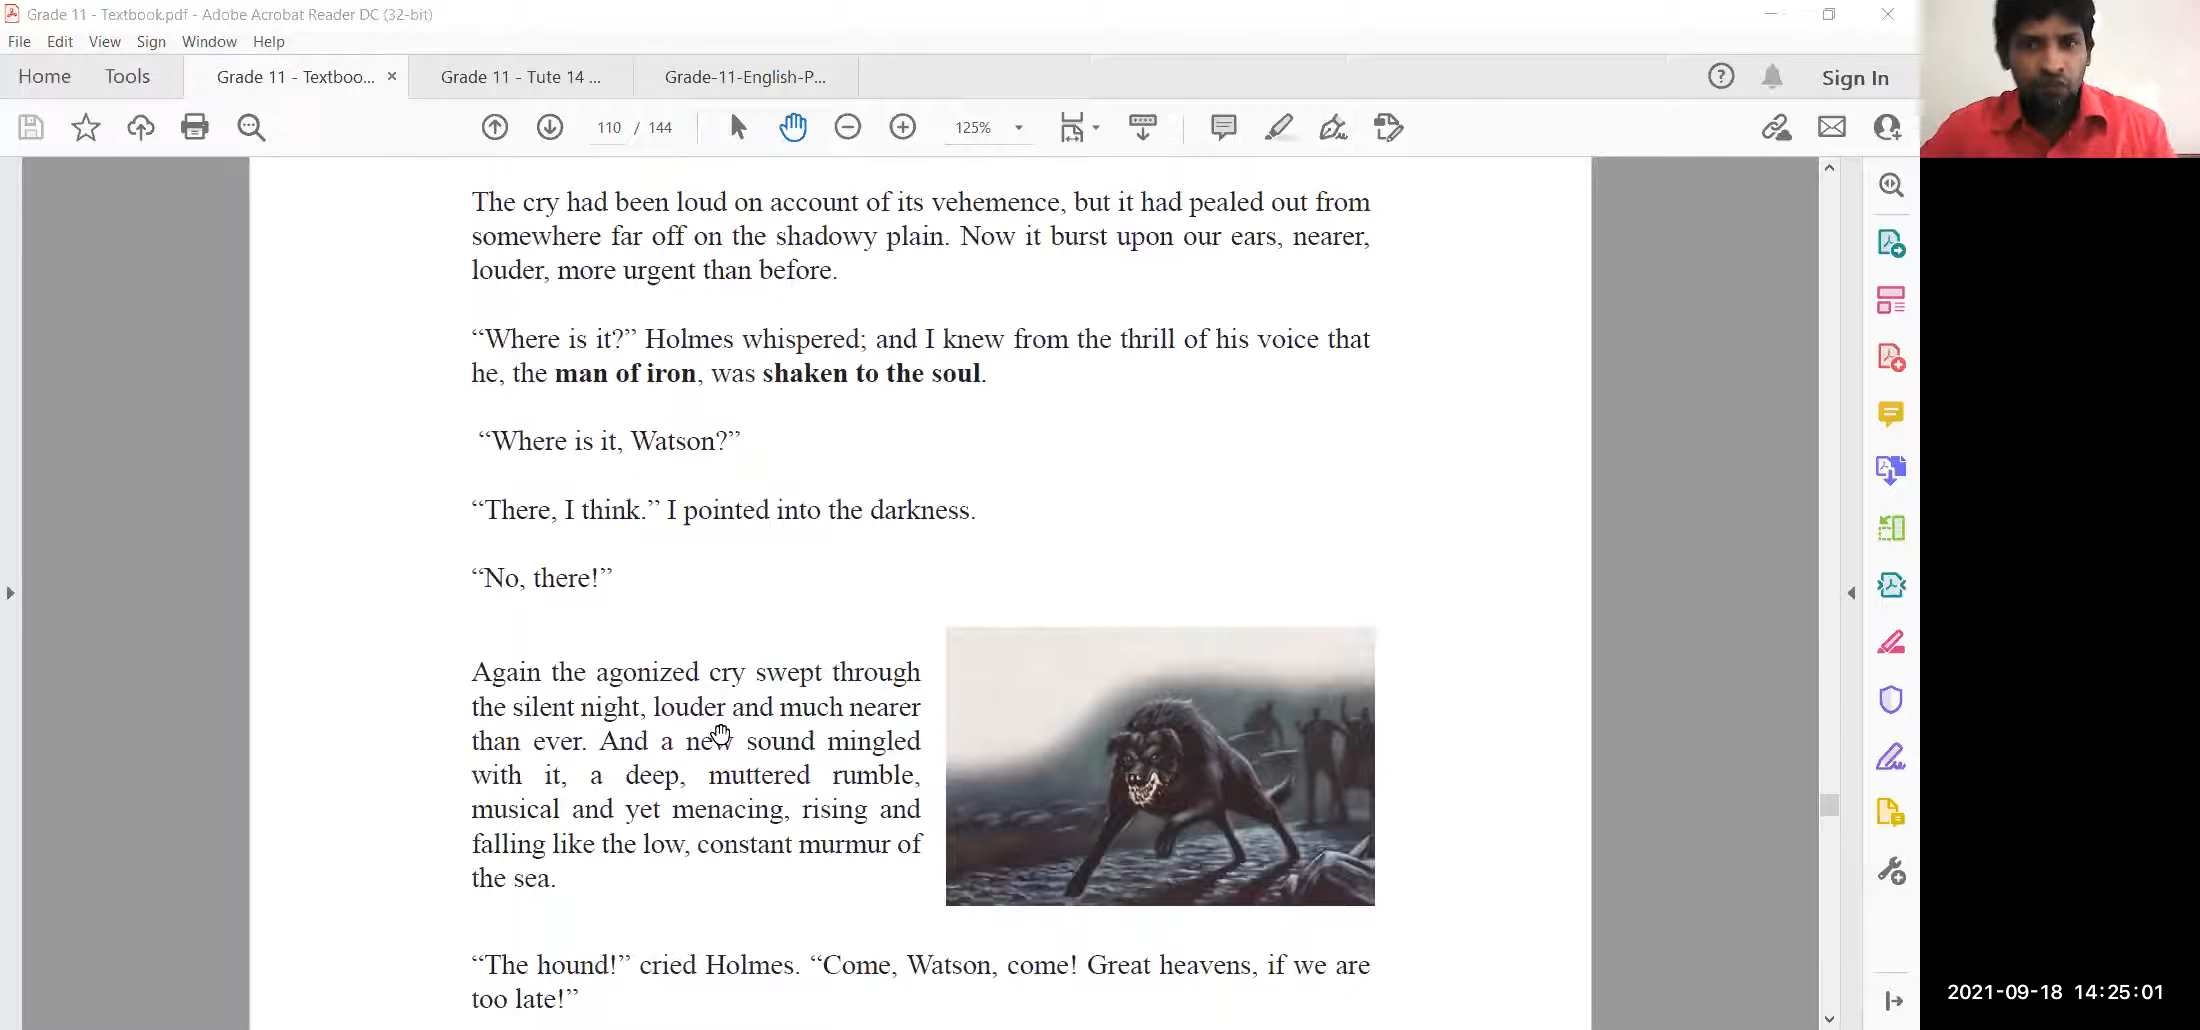 Grade 11 - Textbook.pdf - Adobe Acrobat Reader DC (32-bit)
File Edit View Sign Window Help
Home Tools Grade 11 - Textboo... × Grade 11 - Tute 14 ... Grade-11-English-P... Sign In
110 / 144 125%
The cry had been loud on account of its vehemence, but it had pealed out from
somewhere far off on the shadowy plain. Now it burst upon our ears, nearer,
louder, more urgent than before.
“Where is it?” Holmes whispered; and I knew from the thrill of his voice that
he, the man of iron, was shaken to the soul.
“Where is it, Watson?”
“There, I think.” I pointed into the darkness.
“No, there!”
Again the agonized cry swept through
the silent night, louder and much nearer
than ever. And a new sound mingled
with it, a deep, muttered rumble,
musical and yet menacing, rising and
falling like the low, constant murmur of
the sea.
“The hound!” cried Holmes. “Come, Watson, come! Great heavens, if we are
too late!”
2021-09-18 14:25:01